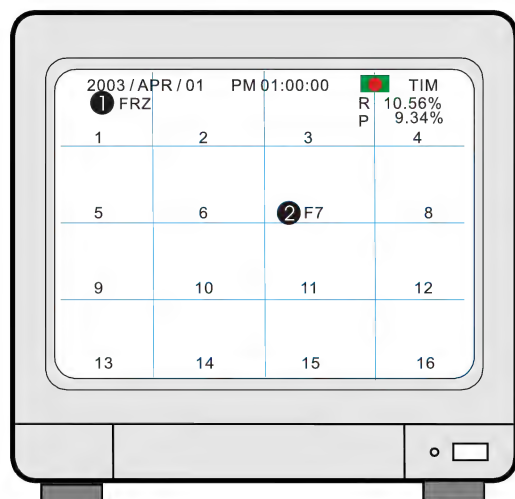 2003 / APR / 01 PM 01:00:00 TIM
1 FRZ R 10.56%
P 9.34%
1 2 3 4
5 6 2 F7 8
9 10 11 12
13 14 15 16